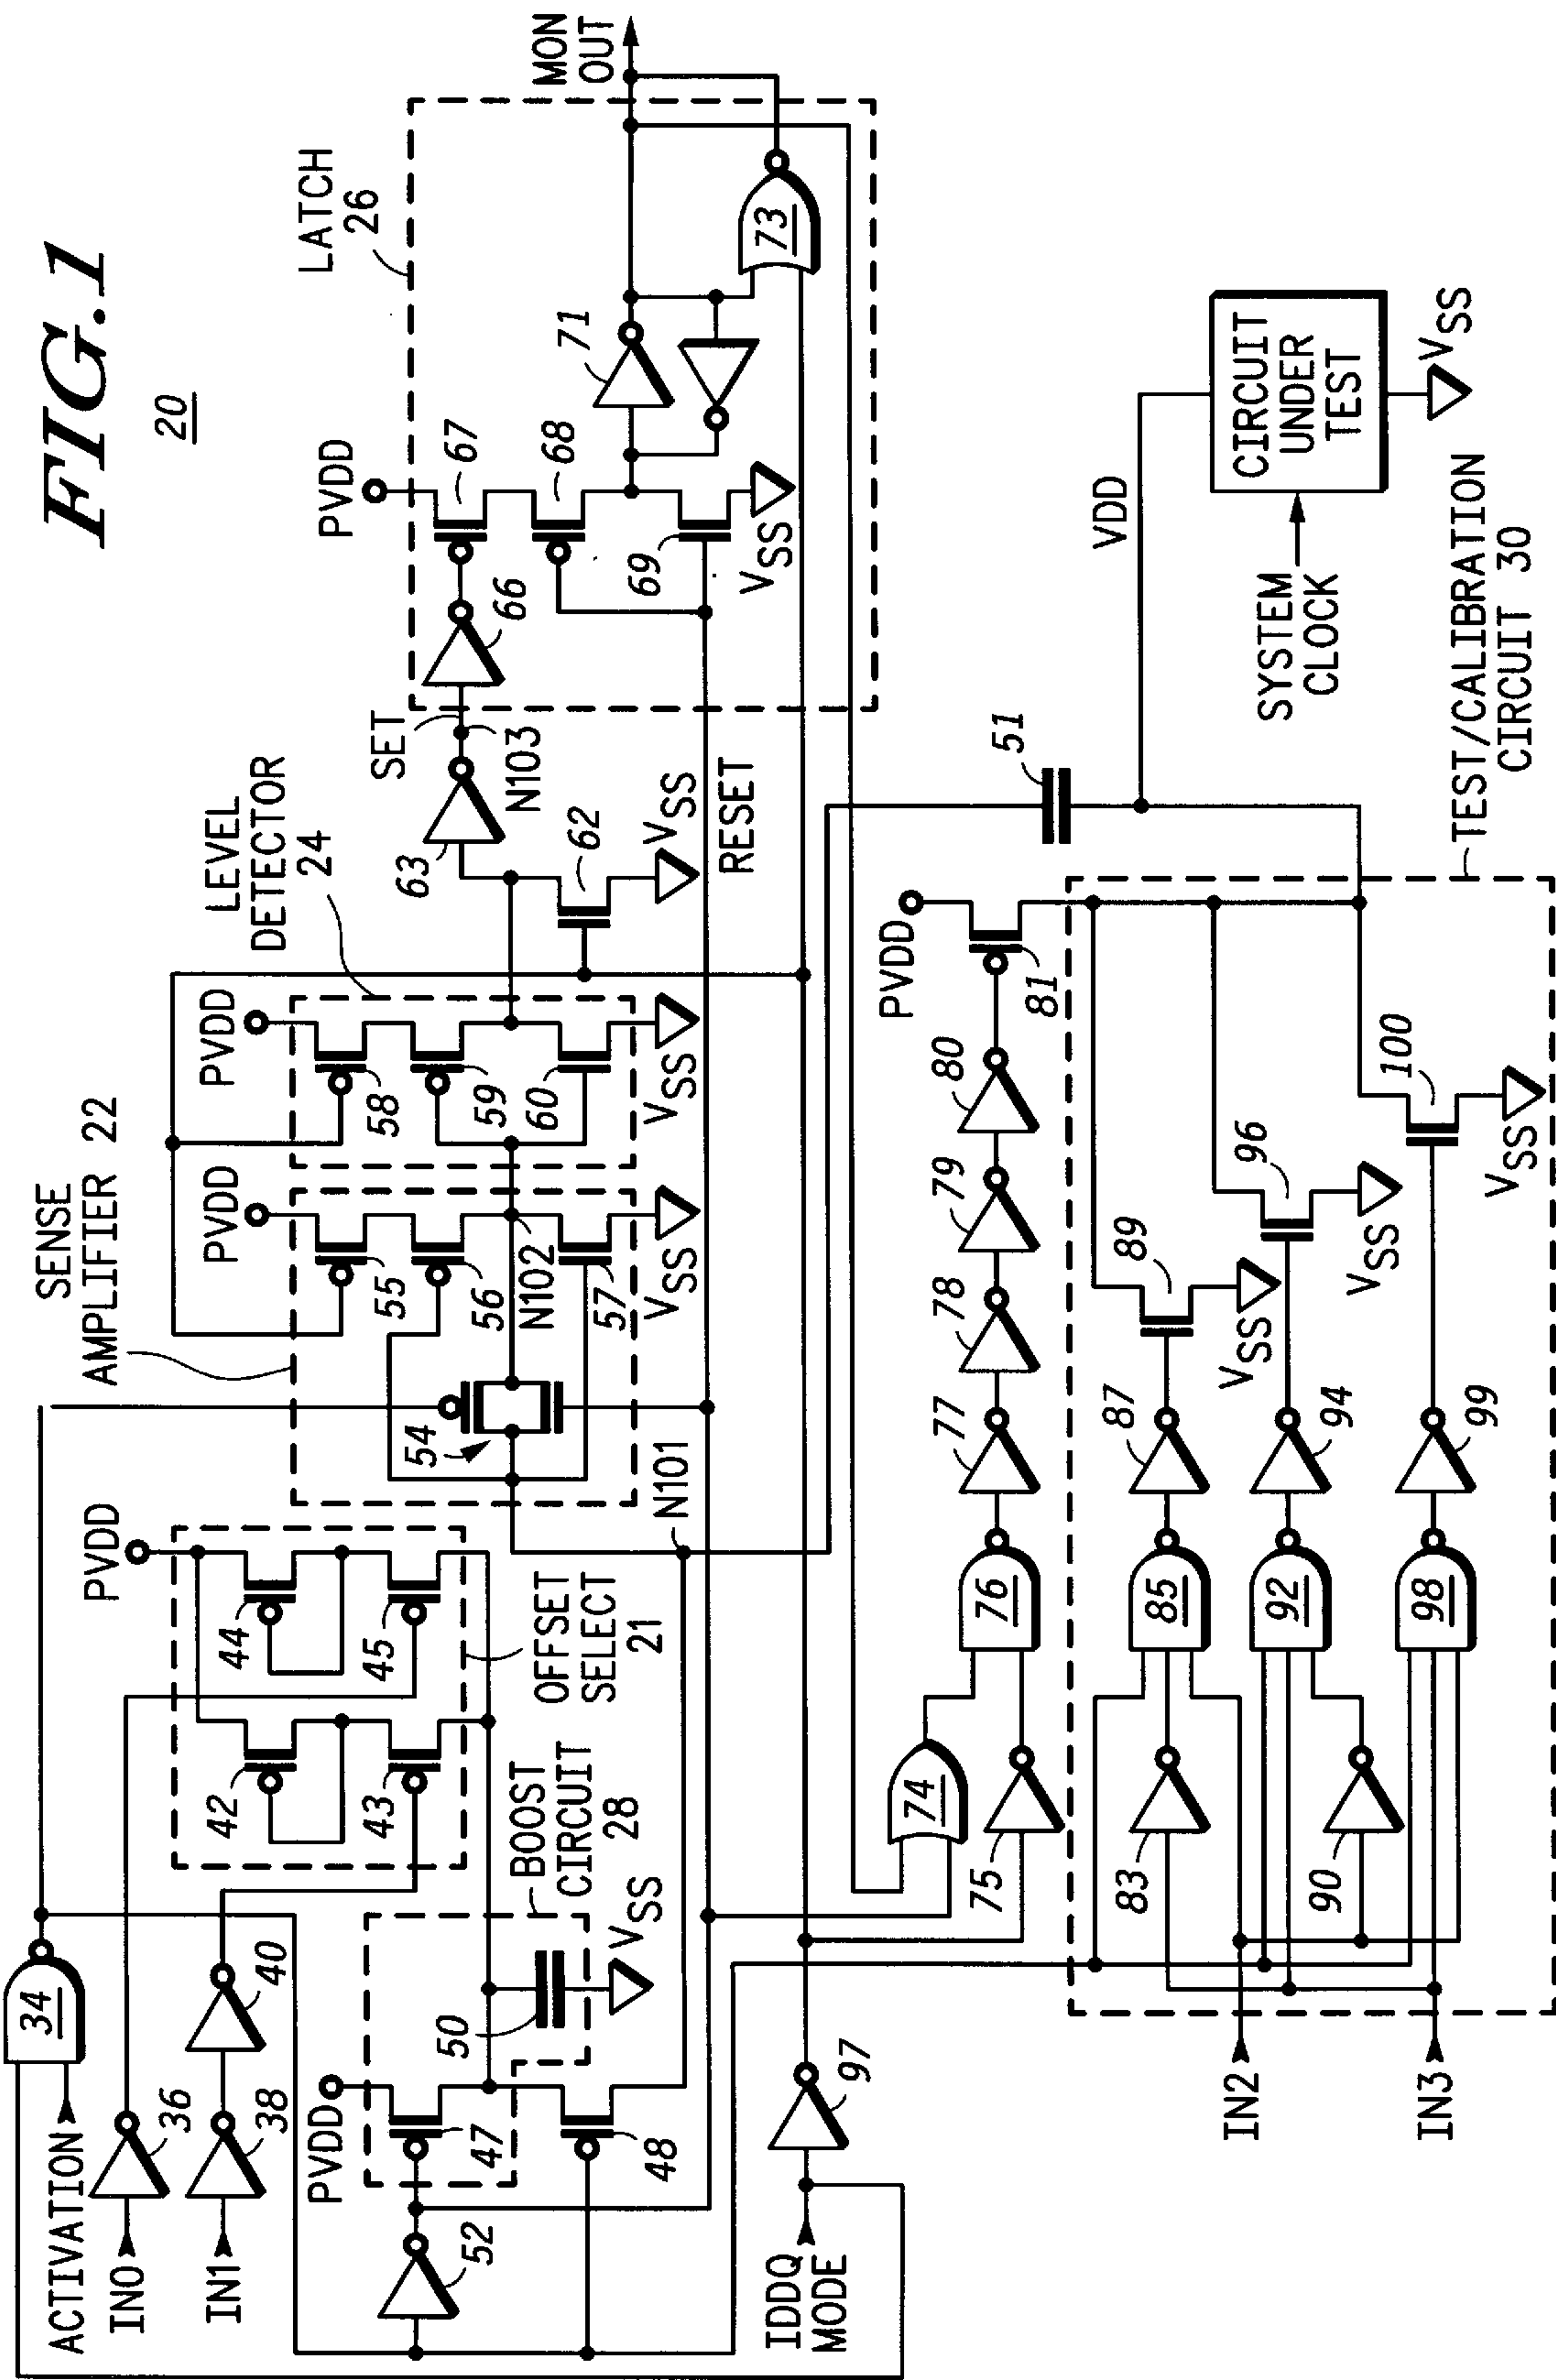 FIG.1
20
ACTIVATION
IN0
IN1
34
36
38
40
52
PVDD
47
48
50
BOOST
CIRCUIT
28
VSS
PVDD
42
43
44
45
OFFSET
SELECT
21
N101
SENSE
AMPLIFIER 22
54
PVDD
55
56
N102
57
VSS
PVDD
58
59
60
VSS
LEVEL
DETECTOR
24
62
VSS
63
SET
N103
RESET
LATCH
26
66
PVDD
67
68
69
VSS
71
73
MON
OUT
IDDQ
MODE
97
74
75
76
77
78
79
80
PVDD
81
51
VDD
SYSTEM
CLOCK
CIRCUIT
UNDER
TEST
VSS
TEST/CALIBRATION
CIRCUIT 30
IN2
IN3
83
85
87
89
VSS
90
92
94
96
VSS
98
99
100
VSS